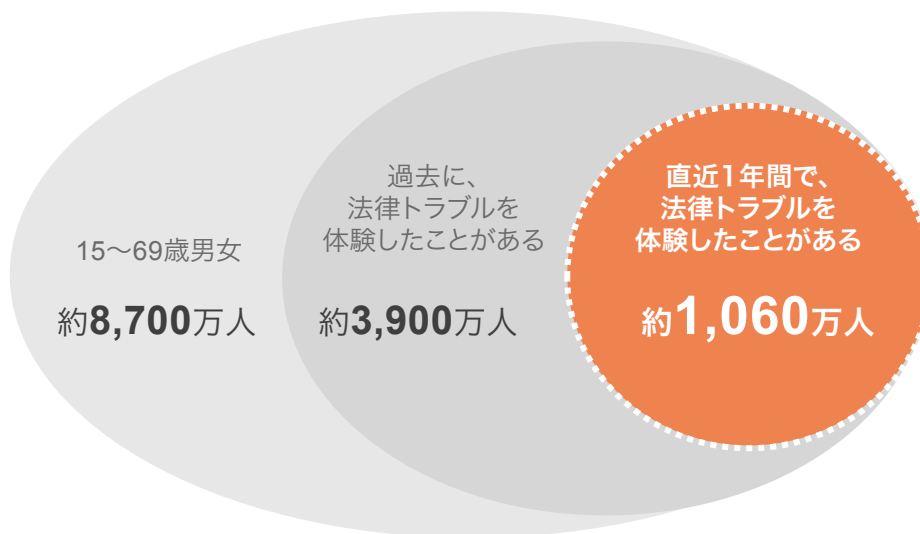 15〜69歳男女
約8,700万人
過去に、
法律トラブルを
体験したことがある
約3,900万人
直近1年間で、
法律トラブルを
体験したことがある
約1,060万人